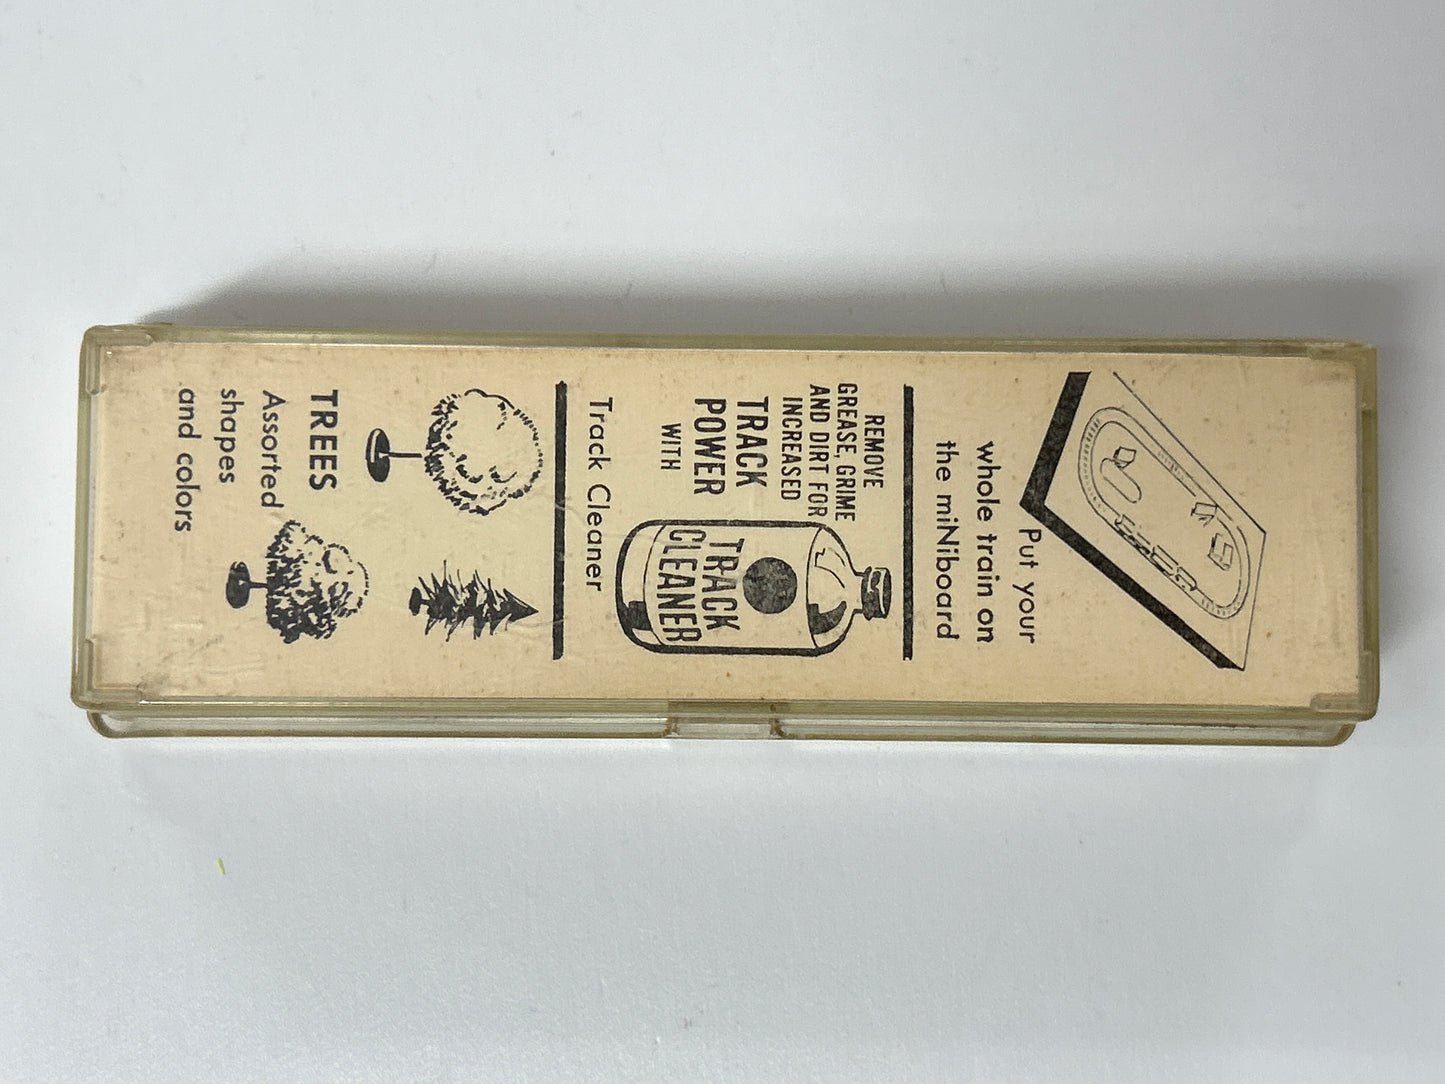 Put your
whole train on
the miNiboard
REMOVE
GREASE, GRIME
AND DIRT FOR
INCREASED
TRACK
POWER
WITH
TRACK
CLEANER
Track Cleaner
TREES
Assorted
shapes
and colors